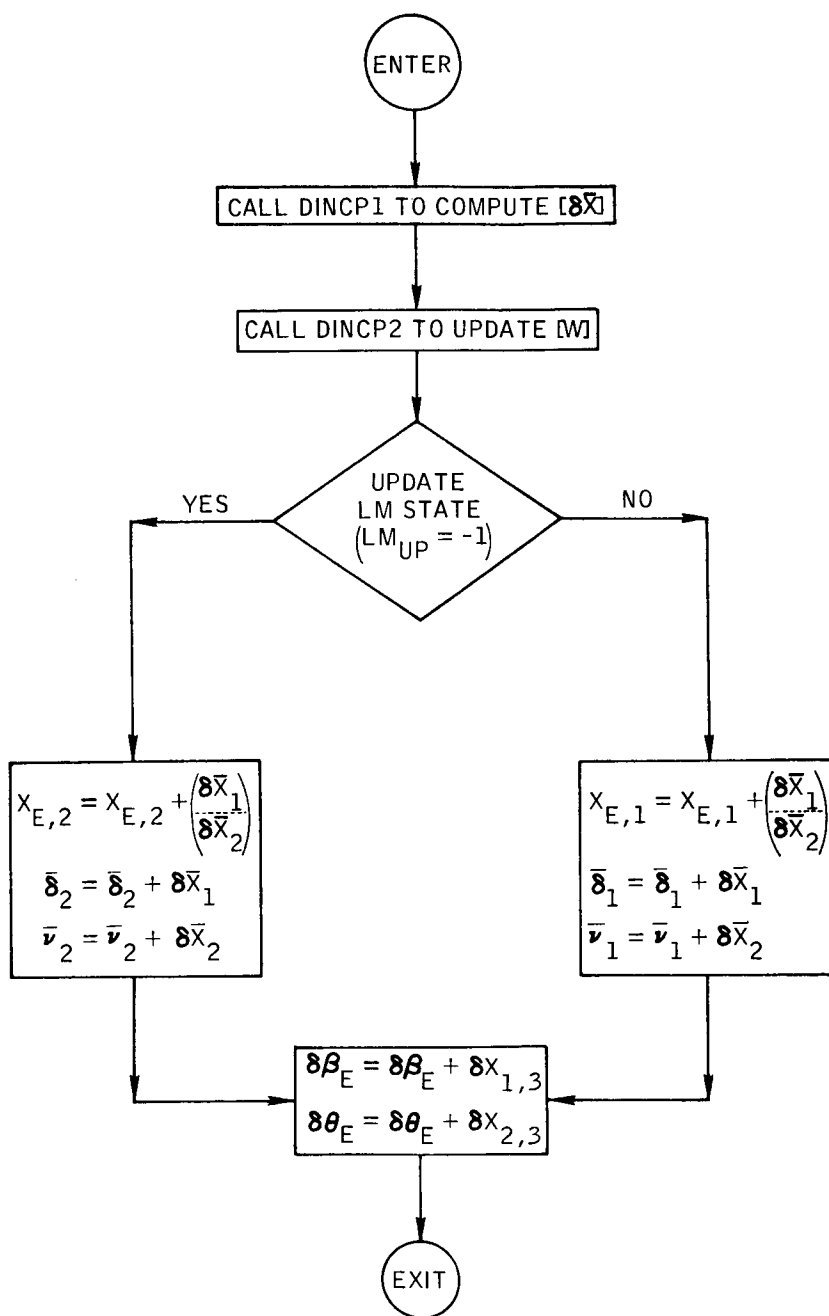 ENTER
CALL DINCP1 TO COMPUTE [δX̄]
CALL DINCP2 TO UPDATE [W]
UPDATE
LM STATE
(LM_UP = -1)
YES
NO
X_E,2 = X_E,2 + (δX̄_1 / δX̄_2)
δ̄_2 = δ̄_2 + δX̄_1
ν̄_2 = ν̄_2 + δX̄_2
X_E,1 = X_E,1 + (δX̄_1 / δX̄_2)
δ̄_1 = δ̄_1 + δX̄_1
ν̄_1 = ν̄_1 + δX̄_2
δβ_E = δβ_E + δX_1,3
δθ_E = δθ_E + δX_2,3
EXIT